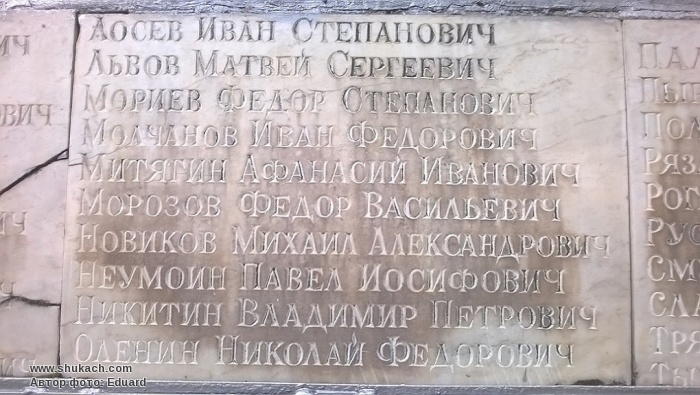 Лосев Иван Степанович
Львов Матвей Сергеевич
Мориев Федор Степанович
Молчанов Иван Федорович
Митягин Афанасий Иванович
Морозов Федор Васильевич
Новиков Михаил Александрович
Неумоин Павел Иосифович
Никитин Владимир Петрович
Оленин Николай Федорович
www.shukach.com
Автор фото: Eduard